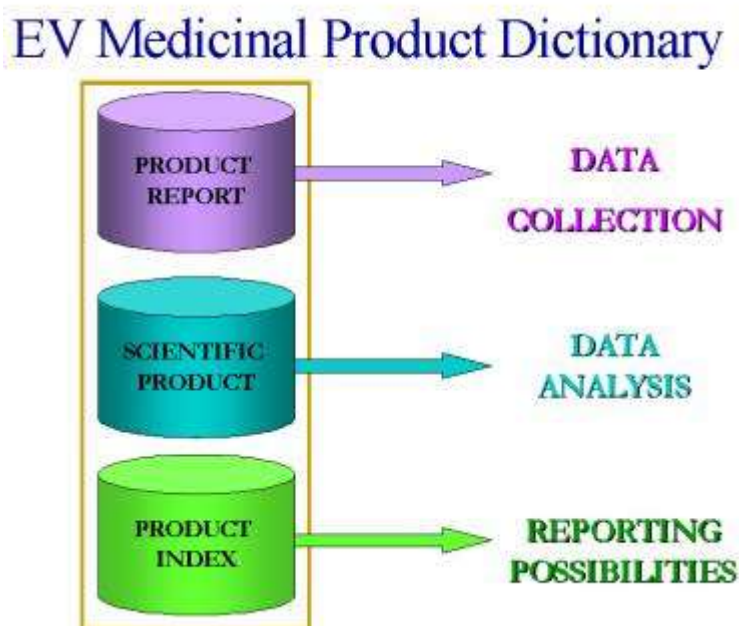 EV Medicinal Product Dictionary
PRODUCT
REPORT
DATA
COLLECTION
SCIENTIFIC
PRODUCT
DATA
ANALYSIS
PRODUCT
INDEX
REPORTING
POSSIBILITIES